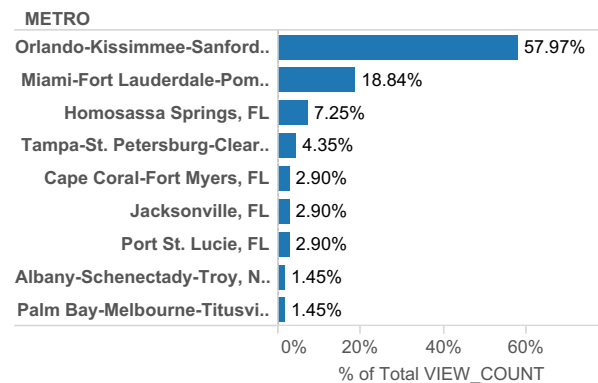 METRO
Orlando-Kissimmee-Sanford.. 57.97%
Miami-Fort Lauderdale-Pom.. 18.84%
Homosassa Springs, FL 7.25%
Tampa-St. Petersburg-Clear.. 4.35%
Cape Coral-Fort Myers, FL 2.90%
Jacksonville, FL 2.90%
Port St. Lucie, FL 2.90%
Albany-Schenectady-Troy, N.. 1.45%
Palm Bay-Melbourne-Titusvi.. 1.45%
0% 20% 40% 60%
% of Total VIEW_COUNT